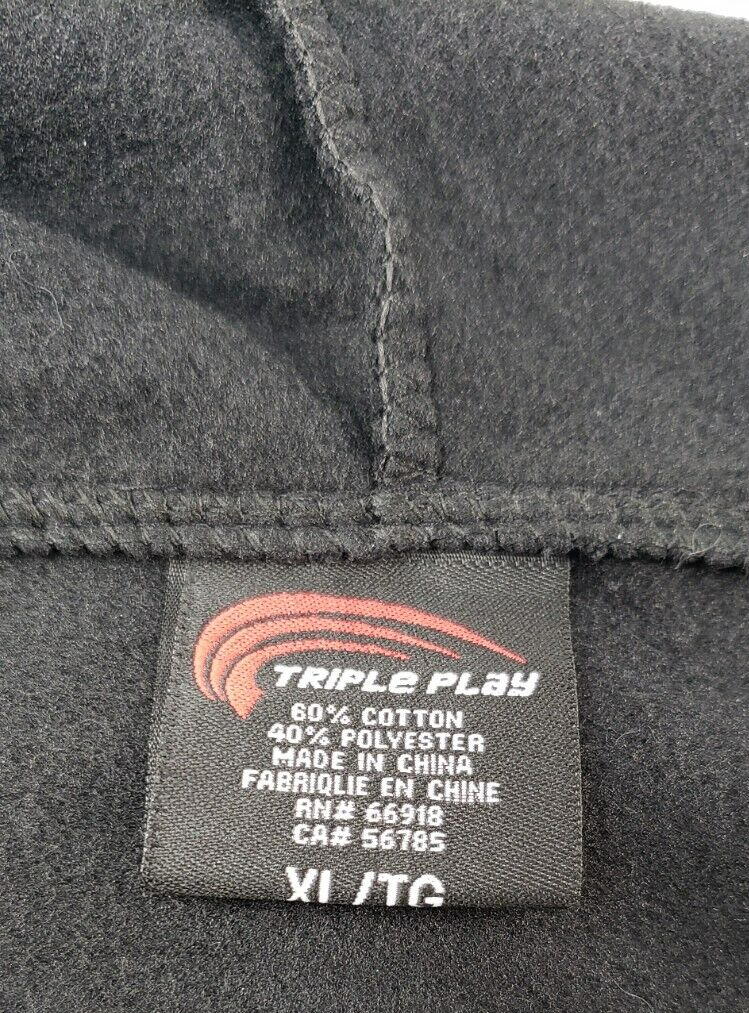 TRIPLE PLAY
60% COTTON
40% POLYESTER
MADE IN CHINA
FABRIQLIE EN CHINE
RN# 66918
CA# 56785
XL/TG